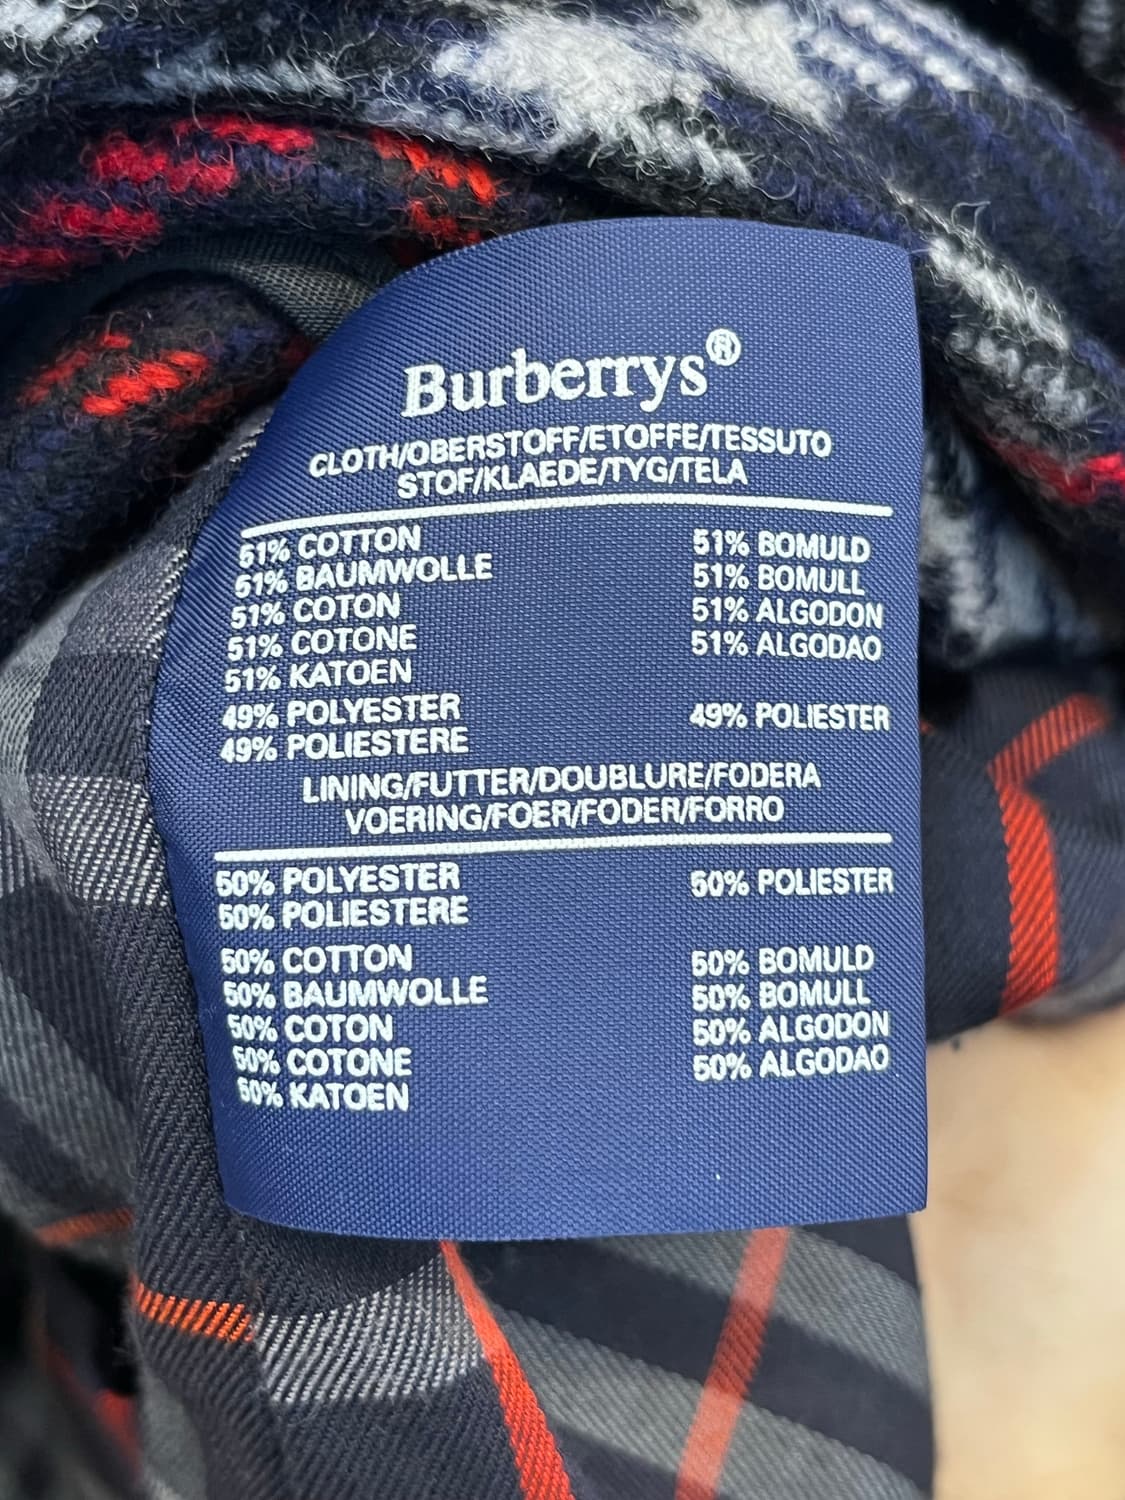 Burberrys®
CLOTH/OBERSTOFF/ETOFFE/TESSUTO
STOF/KLAEDE/TYG/TELA
51% COTTON
51% BAUMWOLLE
51% COTON
51% COTONE
51% KATOEN
51% BOMULD
51% BOMULL
51% ALGODON
51% ALGODAO
49% POLYESTER
49% POLIESTERE
49% POLIESTER
LINING/FUTTER/DOUBLURE/FODERA
VOERING/FOER/FODER/FORRO
50% POLYESTER
50% POLIESTERE
50% POLIESTER
50% COTTON
50% BAUMWOLLE
50% COTON
50% COTONE
50% KATOEN
50% BOMULD
50% BOMULL
50% ALGODON
50% ALGODAO